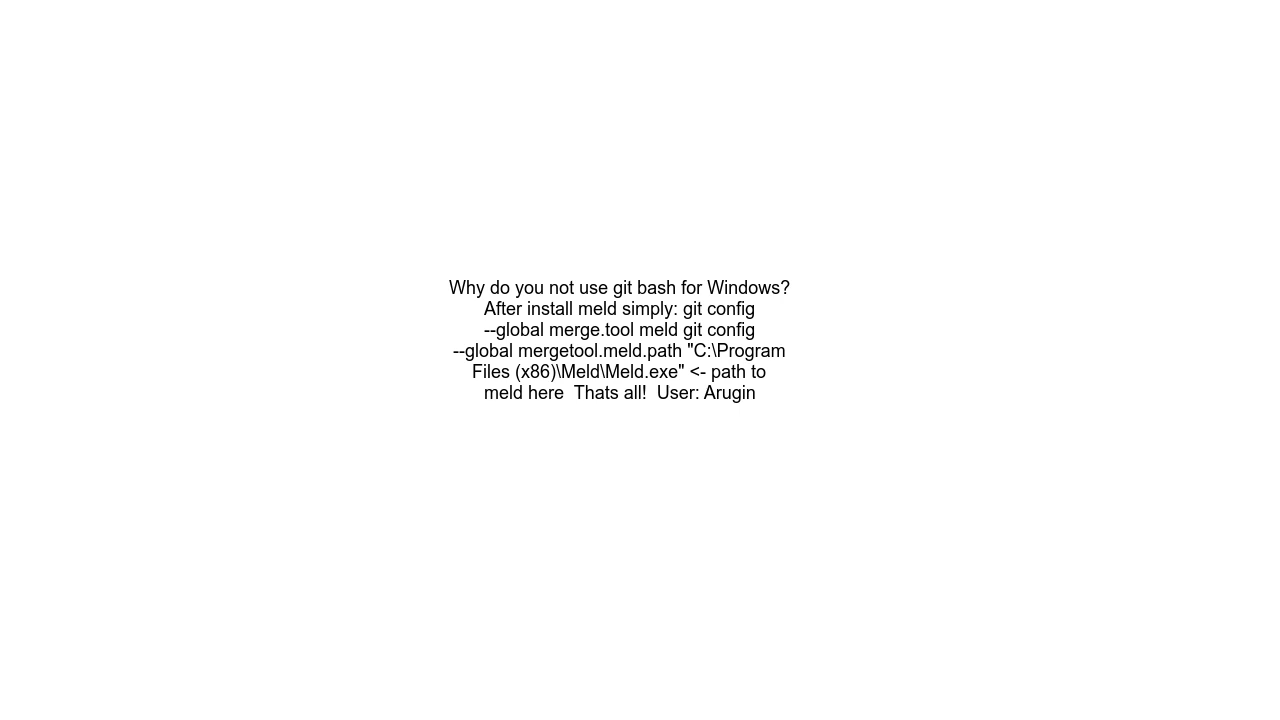 Why do you not use git bash for Windows?
After install meld simply: git config
--global merge.tool meld git config
--global mergetool.meld.path "C:\Program
Files (x86)\Meld\Meld.exe" <- path to
meld here  Thats all!  User: Arugin